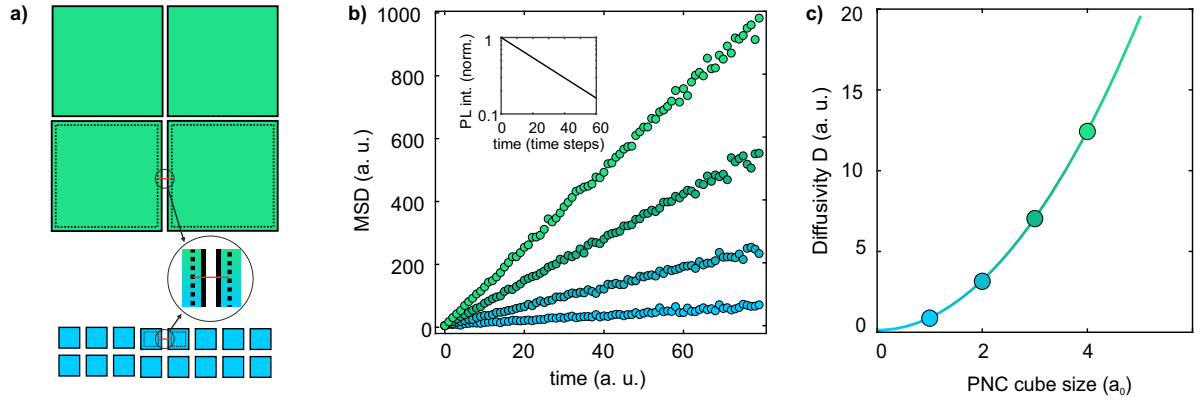 a)
b)
1000
800
600
400
200
0
MSD (a. u.)
0
20
40
60
time (a. u.)
PL int. (norm.)
1
0.1
0
20
40
60
time (time steps)
c)
20
15
10
5
0
Diffusivity D (a. u.)
0
2
4
PNC cube size (a₀)